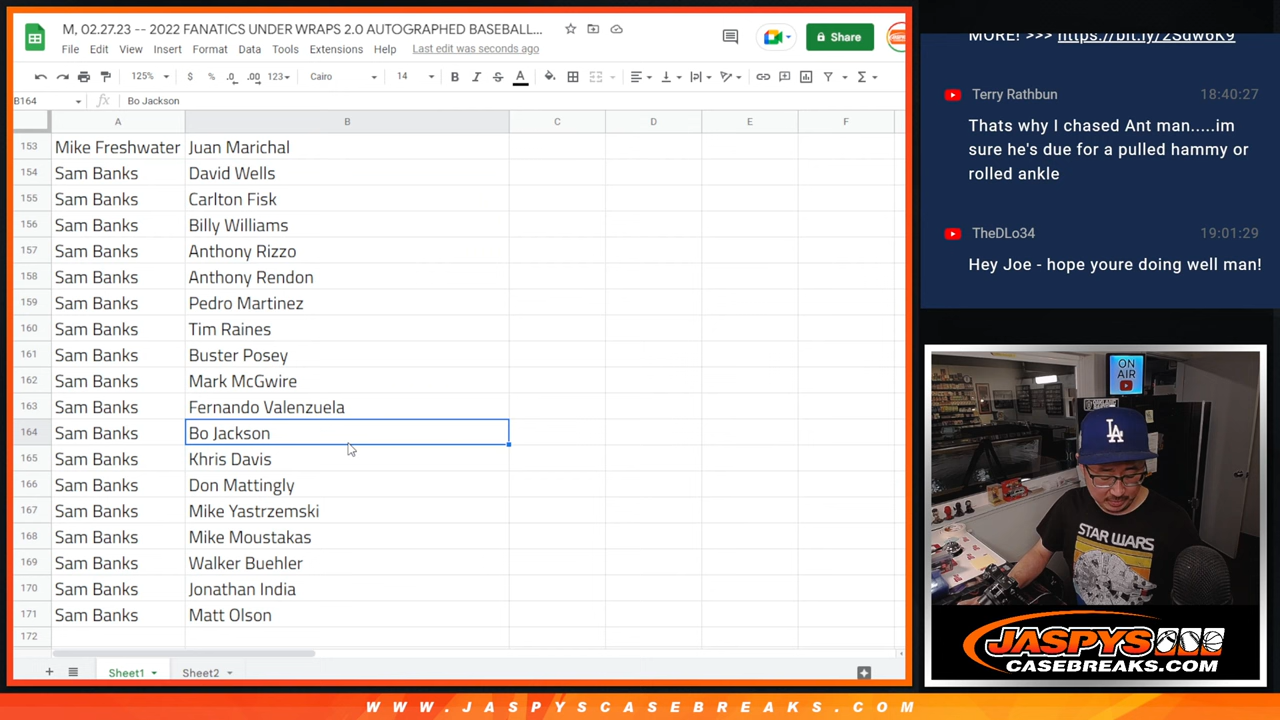 M, 02.27.23 -- 2022 FANATICS UNDER WRAPS 2.0 AUTOGRAPHED BASEBALL...
File Edit View Insert Format Data Tools Extensions Help Last edit was seconds ago
Share
125% $ % .0 .00 123 Cairo 14 B I S A
B164 fx Bo Jackson
A B C D E F
153 Mike Freshwater Juan Marichal
154 Sam Banks David Wells
155 Sam Banks Carlton Fisk
156 Sam Banks Billy Williams
157 Sam Banks Anthony Rizzo
158 Sam Banks Anthony Rendon
159 Sam Banks Pedro Martinez
160 Sam Banks Tim Raines
161 Sam Banks Buster Posey
162 Sam Banks Mark McGwire
163 Sam Banks Fernando Valenzuela
164 Sam Banks Bo Jackson
165 Sam Banks Khris Davis
166 Sam Banks Don Mattingly
167 Sam Banks Mike Yastrzemski
168 Sam Banks Mike Moustakas
169 Sam Banks Walker Buehler
170 Sam Banks Jonathan India
171 Sam Banks Matt Olson
172
Sheet1 Sheet2
MORE! >>> https://bit.ly/2Sdw6K9
Terry Rathbun 18:40:27
Thats why I chased Ant man.....im
sure he's due for a pulled hammy or
rolled ankle
TheDLo34 19:01:29
Hey Joe - hope youre doing well man!
ON
AIR
LA
STAR WARS
JASPYS
CASEBREAKS.COM
WWW.JASPYSCASEBREAKS.COM